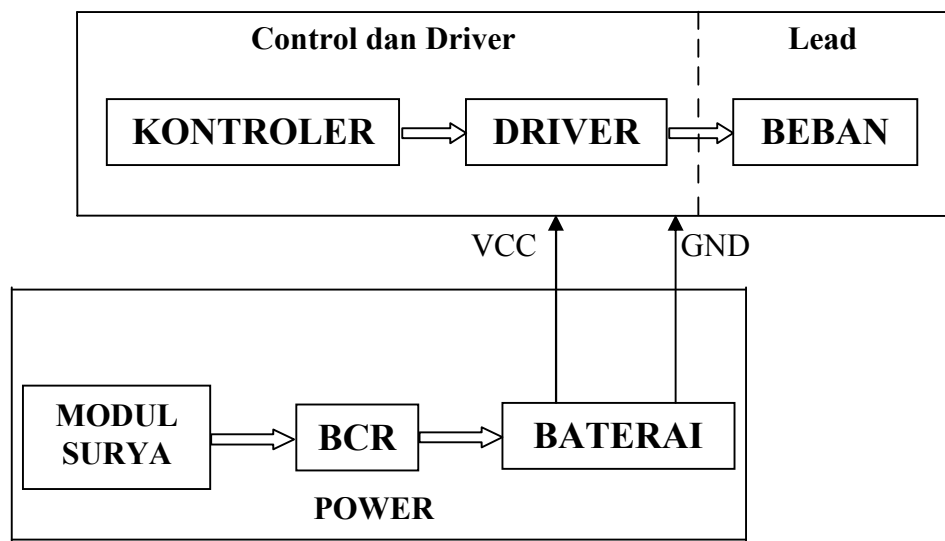 Control dan Driver
Lead
KONTROLER
DRIVER
BEBAN
VCC
GND
MODUL
SURYA
BCR
BATERAI
POWER